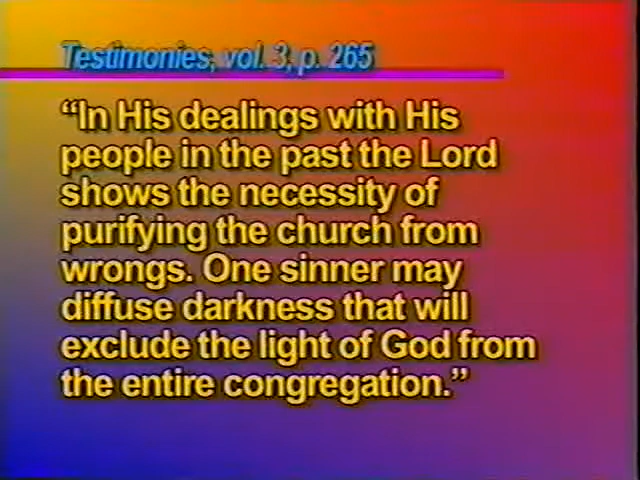 Testimonies, vol. 3, p. 265
“In His dealings with His
people in the past the Lord
shows the necessity of
purifying the church from
wrongs. One sinner may
diffuse darkness that will
exclude the light of God from
the entire congregation.”